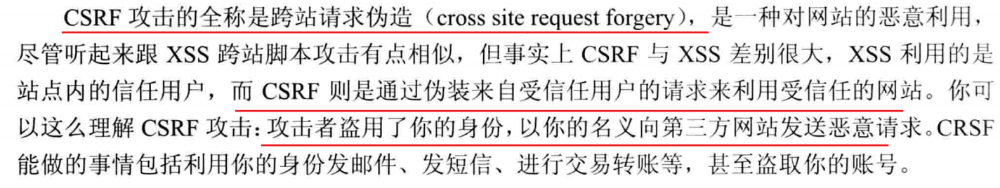 CSRF 攻击的全称是跨站请求伪造（cross site request forgery），是一种对网站的恶意利用，
尽管听起来跟 XSS 跨站脚本攻击有点相似，但事实上 CSRF 与 XSS 差别很大，XSS 利用的是
站点内的信任用户，而 CSRF 则是通过伪装来自受信任用户的请求来利用受信任的网站。你可
以这么理解 CSRF 攻击：攻击者盗用了你的身份，以你的名义向第三方网站发送恶意请求。CRSF
能做的事情包括利用你的身份发邮件、发短信、进行交易转账等，甚至盗取你的账号。